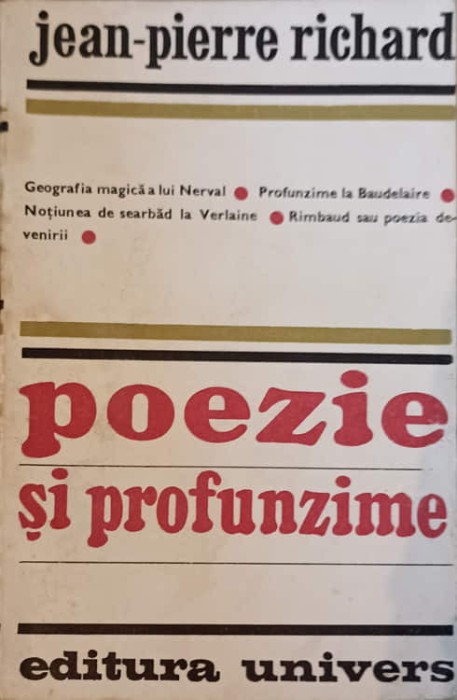 jean-pierre richard
Geografia magică a lui Nerval ● Profunzime la Baudelaire ●
Noțiunea de searbăd la Verlaine ● Rimbaud sau poezia de-
venirii ●
poezie
și profunzime
editura univers